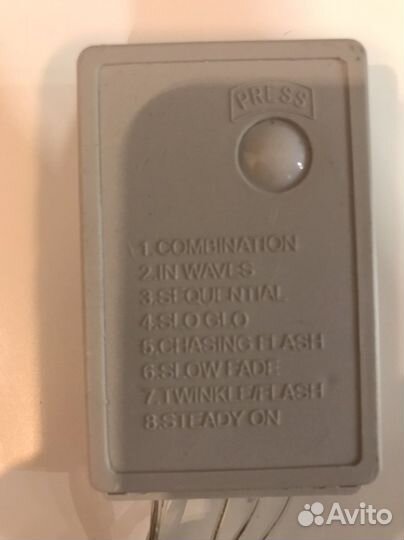 PRESS
1.COMBINATION
2.IN WAVES
3.SEQUENTIAL
4.SLO GLO
5.CHASING FLASH
6.SLOW FADE
7.TWINKLE/FLASH
8.STEADY ON
Avito